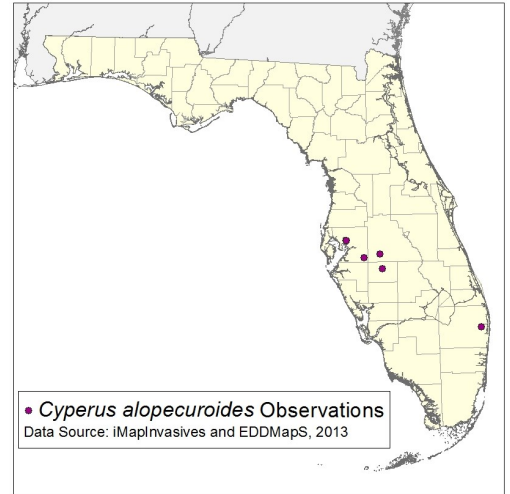 Cyperus alopecuroides Observations
Data Source: iMapInvasives and EDDMapS, 2013